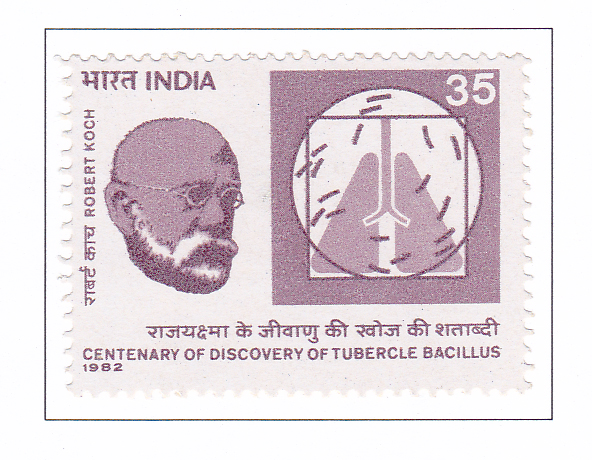 भारत INDIA
35
राबर्ट काच ROBERT KOCH
राजयक्ष्मा के जीवाणु की खोज की शताब्दी
CENTENARY OF DISCOVERY OF TUBERCLE BACILLUS
1982